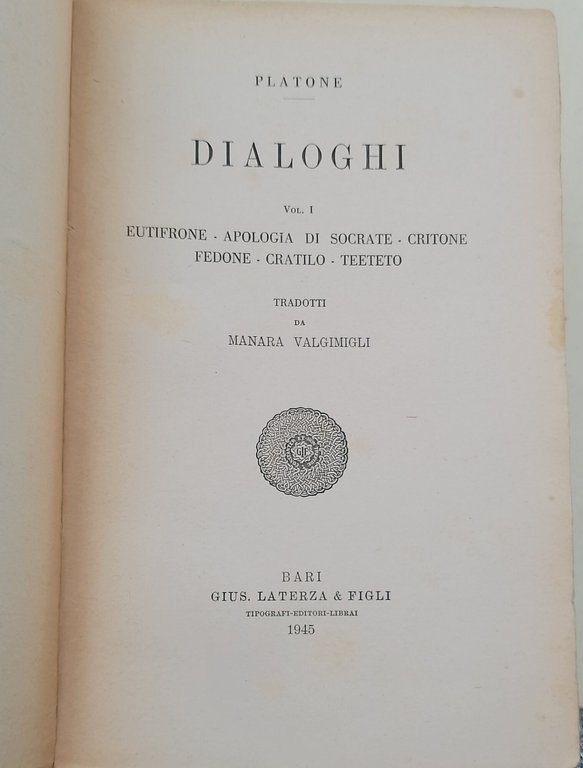 PLATONE
DIALOGHI
VOL. I
EUTIFRONE - APOLOGIA DI SOCRATE - CRITONE
FEDONE - CRATILO - TEETETO
TRADOTTI
DA
MANARA VALGIMIGLI
BARI
GIUS. LATERZA & FIGLI
TIPOGRAFI-EDITORI-LIBRAI
1945